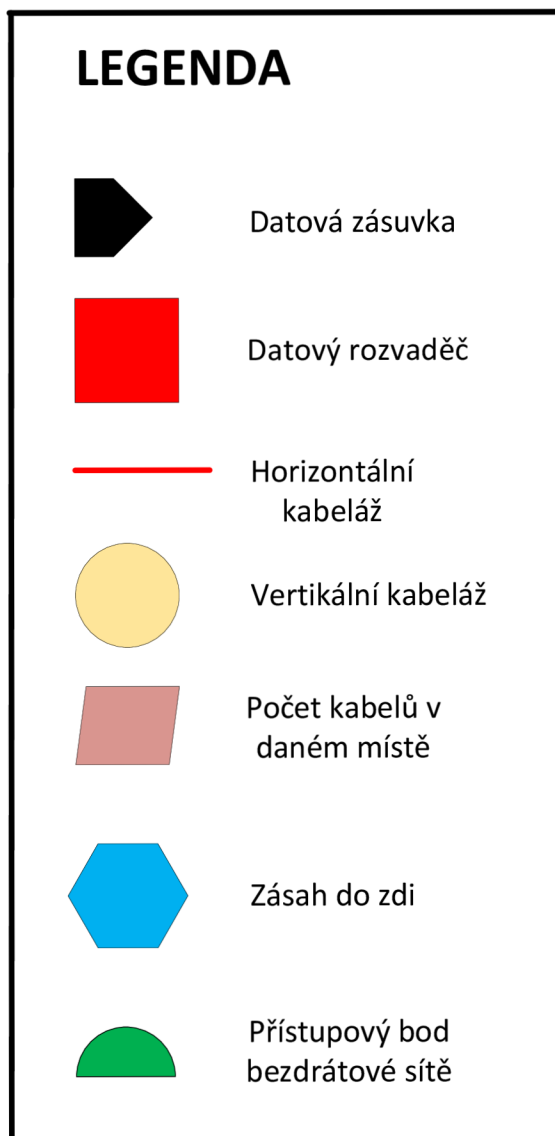 LEGENDA
Datová zásuvka
Datový rozvaděč
Horizontální
kabeláž
Vertikální kabeláž
Počet kabelů v
daném místě
Zásah do zdi
Přístupový bod
bezdrátové sítě